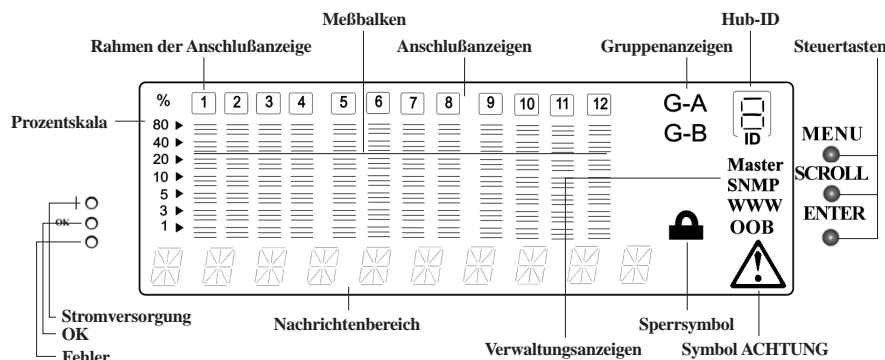 Meßbalken Hub-ID
Rahmen der Anschlußanzeige Anschlußanzeigen Gruppenanzeigen Steuertasten
% 1 2 3 4 5 6 7 8 9 10 11 12 G-A
Prozentskala 80
40 G-B ID MENU
20
10 Master SCROLL
5 SNMP
3 WWW ENTER
OK 1 OOB
Stromversorgung
OK Nachrichtenbereich Sperrsymbol
Fehler Verwaltungsanzeigen Symbol ACHTUNG